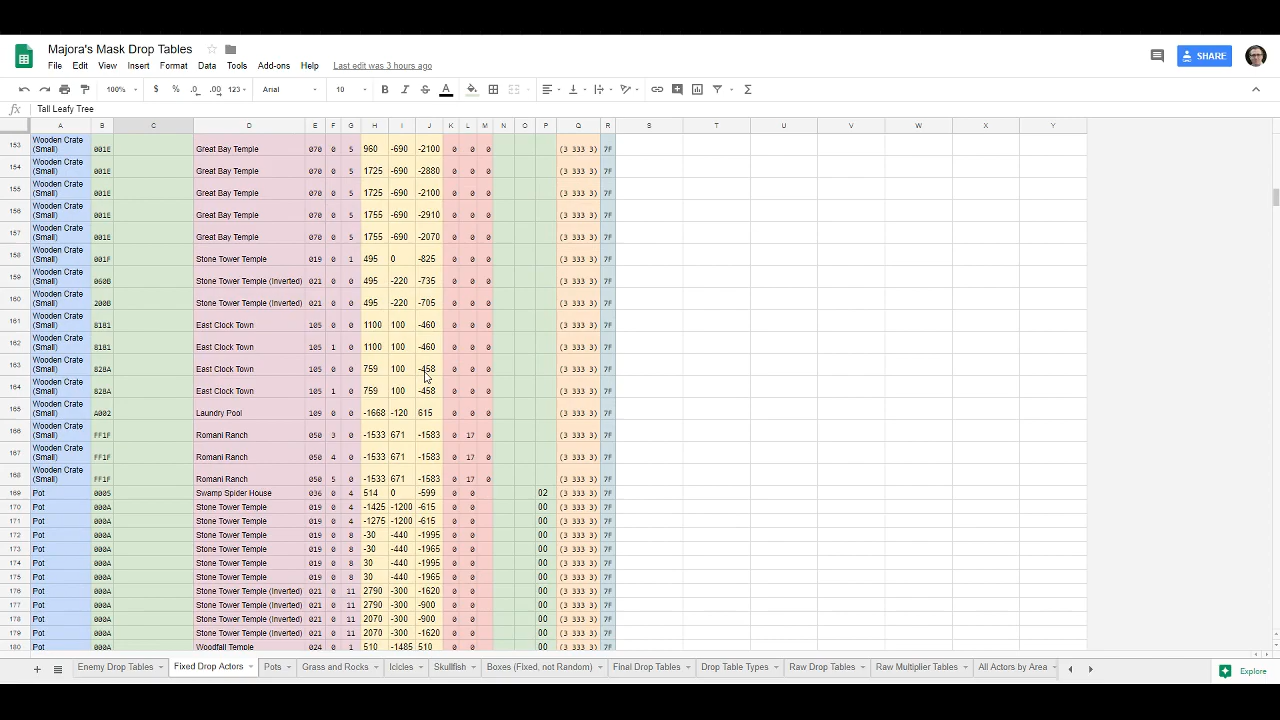 Majora's Mask Drop Tables
File Edit View Insert Format Data Tools Add-ons Help Last edit was 3 hours ago
SHARE
100% $ % .0 .00 123 Arial 10 B I S A
fx Tall Leafy Tree
A B C D E F G H I J K L M N O P Q R S T U V W X Y
153 Wooden Crate (Small) 001E Great Bay Temple 070 0 5 960 -690 -2100 0 0 0 (3 333 3) 7F
154 Wooden Crate (Small) 001E Great Bay Temple 070 0 5 1725 -690 -2880 0 0 0 (3 333 3) 7F
155 Wooden Crate (Small) 001E Great Bay Temple 070 0 5 1725 -690 -2100 0 0 0 (3 333 3) 7F
156 Wooden Crate (Small) 001E Great Bay Temple 070 0 5 1755 -690 -2910 0 0 0 (3 333 3) 7F
157 Wooden Crate (Small) 001E Great Bay Temple 070 0 5 1755 -690 -2070 0 0 0 (3 333 3) 7F
158 Wooden Crate (Small) 001F Stone Tower Temple 019 0 1 495 0 -825 0 0 0 (3 333 3) 7F
159 Wooden Crate (Small) 060B Stone Tower Temple (Inverted) 021 0 0 495 -220 -735 0 0 0 (3 333 3) 7F
160 Wooden Crate (Small) 200B Stone Tower Temple (Inverted) 021 0 0 495 -220 -705 0 0 0 (3 333 3) 7F
161 Wooden Crate (Small) 8181 East Clock Town 105 0 0 1100 100 -460 0 0 0 (3 333 3) 7F
162 Wooden Crate (Small) 8181 East Clock Town 105 1 0 1100 100 -460 0 0 0 (3 333 3) 7F
163 Wooden Crate (Small) 828A East Clock Town 105 0 0 759 100 -458 0 0 0 (3 333 3) 7F
164 Wooden Crate (Small) 828A East Clock Town 105 1 0 759 100 -458 0 0 0 (3 333 3) 7F
165 Wooden Crate (Small) A002 Laundry Pool 109 0 0 -1668 -120 615 0 0 0 (3 333 3) 7F
166 Wooden Crate (Small) FF1F Romani Ranch 050 3 0 -1533 671 -1583 0 17 0 (3 333 3) 7F
167 Wooden Crate (Small) FF1F Romani Ranch 050 4 0 -1533 671 -1583 0 17 0 (3 333 3) 7F
168 Wooden Crate (Small) FF1F Romani Ranch 050 5 0 -1533 671 -1583 0 17 0 (3 333 3) 7F
169 Pot 0005 Swamp Spider House 036 0 4 514 0 -599 0 0 02 (3 333 3) 7F
170 Pot 000A Stone Tower Temple 019 0 4 -1425 -1200 -615 0 0 00 (3 333 3) 7F
171 Pot 000A Stone Tower Temple 019 0 4 -1275 -1200 -615 0 0 00 (3 333 3) 7F
172 Pot 000A Stone Tower Temple 019 0 8 -30 -440 -1995 0 0 00 (3 333 3) 7F
173 Pot 000A Stone Tower Temple 019 0 8 -30 -440 -1965 0 0 00 (3 333 3) 7F
174 Pot 000A Stone Tower Temple 019 0 8 30 -440 -1995 0 0 00 (3 333 3) 7F
175 Pot 000A Stone Tower Temple 019 0 8 30 -440 -1965 0 0 00 (3 333 3) 7F
176 Pot 000A Stone Tower Temple (Inverted) 021 0 11 2790 -300 -1620 0 0 00 (3 333 3) 7F
177 Pot 000A Stone Tower Temple (Inverted) 021 0 11 2790 -300 -900 0 0 00 (3 333 3) 7F
178 Pot 000A Stone Tower Temple (Inverted) 021 0 11 2070 -300 -900 0 0 00 (3 333 3) 7F
179 Pot 000A Stone Tower Temple (Inverted) 021 0 11 2070 -300 -1620 0 0 00 (3 333 3) 7F
180 Pot 000A Woodfall Temple 024 0 1 510 -1485 510 0 0 00 (3 333 3) 7F
Enemy Drop Tables Fixed Drop Actors Pots Grass and Rocks Icicles Skullfish Boxes (Fixed, not Random) Final Drop Tables Drop Table Types Raw Drop Tables Raw Multiplier Tables All Actors by Area Explore